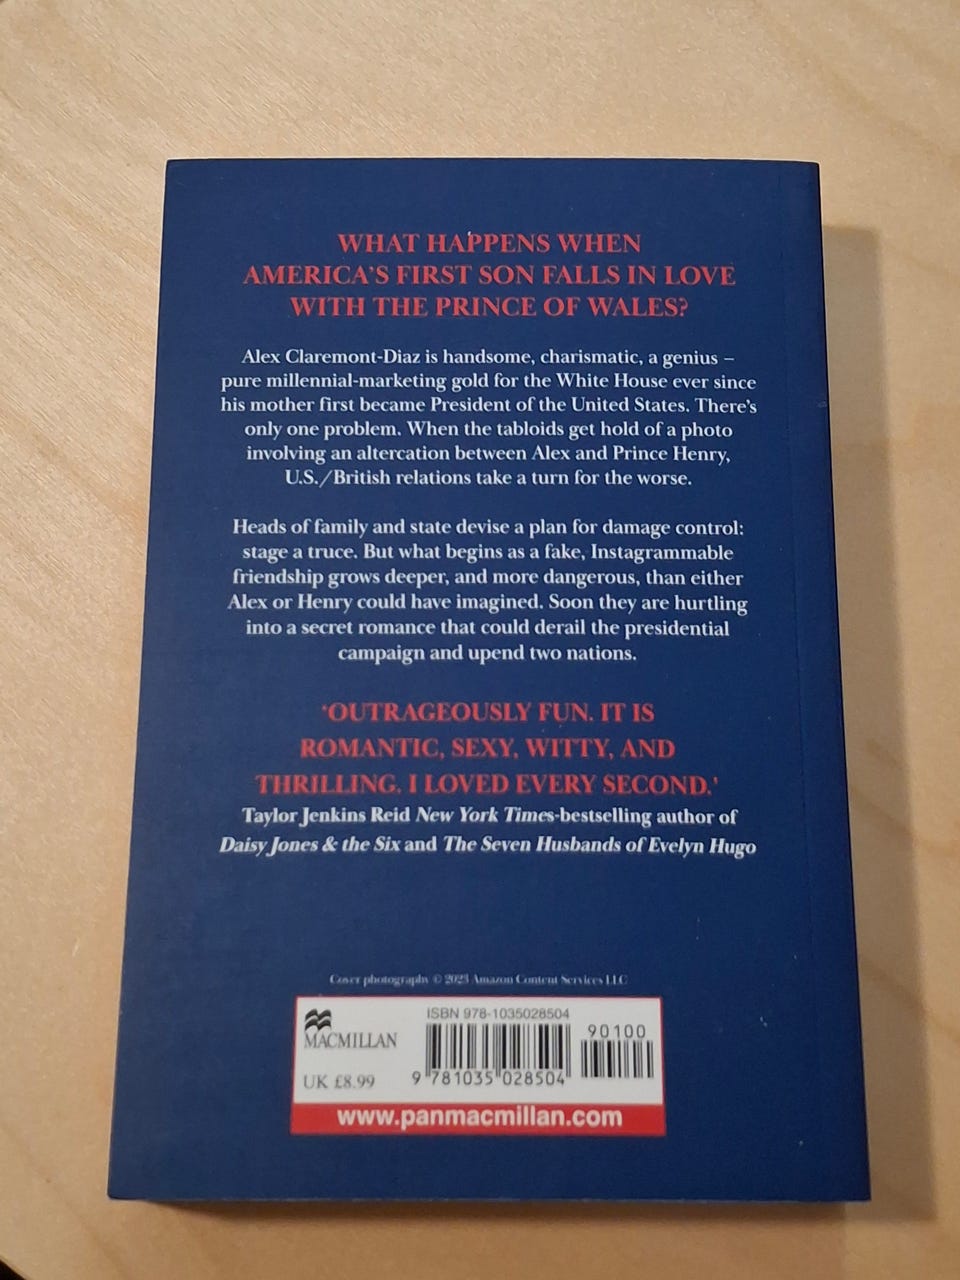 WHAT HAPPENS WHEN
AMERICA'S FIRST SON FALLS IN LOVE
WITH THE PRINCE OF WALES?
Alex Claremont-Diaz is handsome, charismatic, a genius –
pure millennial-marketing gold for the White House ever since
his mother first became President of the United States. There's
only one problem. When the tabloids get hold of a photo
involving an altercation between Alex and Prince Henry,
U.S./British relations take a turn for the worse.
Heads of family and state devise a plan for damage control:
stage a truce. But what begins as a fake, Instagrammable
friendship grows deeper, and more dangerous, than either
Alex or Henry could have imagined. Soon they are hurtling
into a secret romance that could derail the presidential
campaign and upend two nations.
'OUTRAGEOUSLY FUN. IT IS
ROMANTIC, SEXY, WITTY, AND
THRILLING. I LOVED EVERY SECOND.'
Taylor Jenkins Reid New York Times-bestselling author of
Daisy Jones & the Six and The Seven Husbands of Evelyn Hugo
Cover photography © 2023 Amazon Content Services LLC
MACMILLAN
UK £8.99
ISBN 978-1035028504
90100
9 781035 028504
www.panmacmillan.com